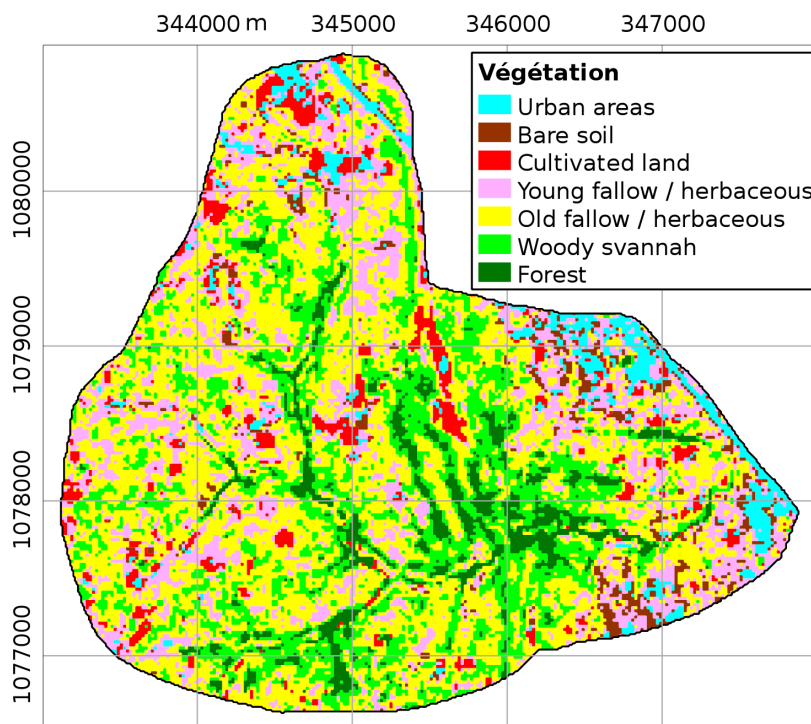 344000 m 345000 346000 347000
Végétation
Urban areas
Bare soil
Cultivated land
Young fallow / herbaceous
Old fallow / herbaceous
Woody svannah
Forest
1080000
1079000
1078000
1077000